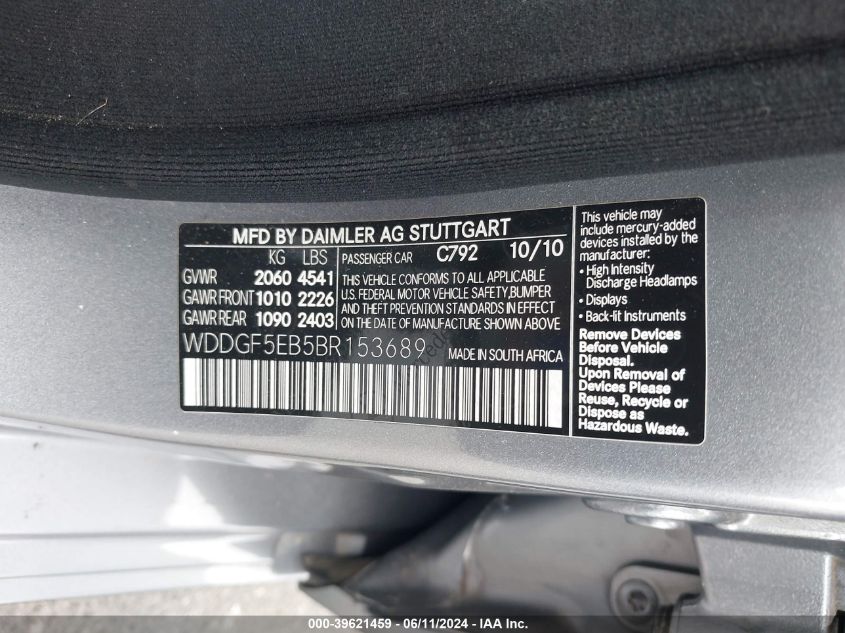 MFD BY DAIMLER AG STUTTGART
KG LBS
GVWR 2060 4541
GAWR FRONT 1010 2226
GAWR REAR 1090 2403
PASSENGER CAR C792 10/10
THIS VEHICLE CONFORMS TO ALL APPLICABLE
U.S. FEDERAL MOTOR VEHICLE SAFETY,BUMPER
AND THEFT PREVENTION STANDARDS IN EFFECT
ON THE DATE OF MANUFACTURE SHOWN ABOVE
WDDGF5EB5BR153689
MADE IN SOUTH AFRICA
This vehicle may
include mercury-added
devices installed by the
manufacturer:
• High Intensity
Discharge Headlamps
• Displays
• Back-lit Instruments
Remove Devices
Before Vehicle
Disposal.
Upon Removal of
Devices Please
Reuse, Recycle or
Dispose as
Hazardous Waste.
000-39621459 - 06/11/2024 - IAA Inc.